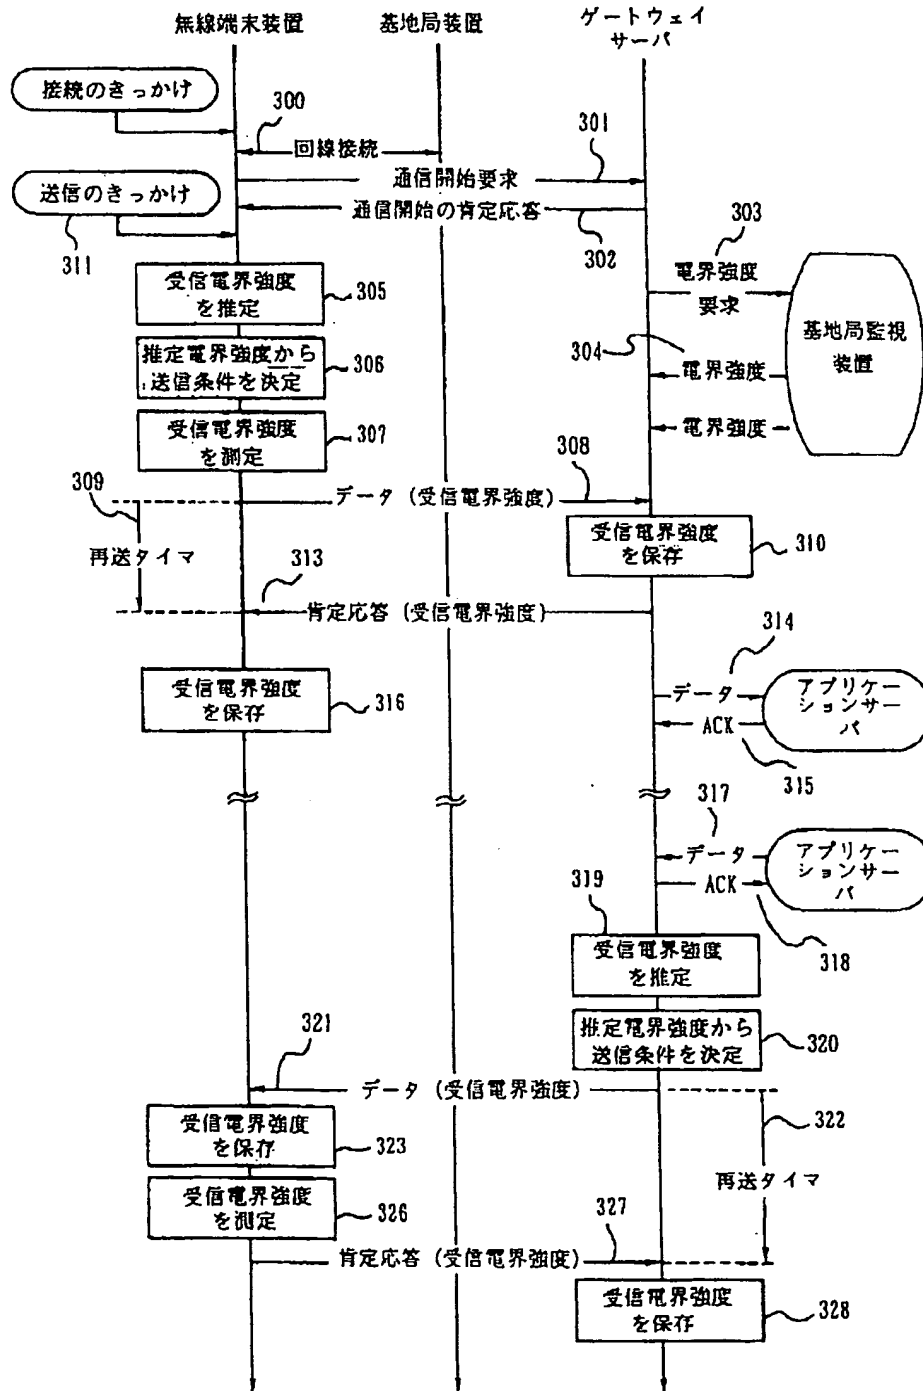 無線端末装置
基地局装置
ゲートウェイ
サーバ
接続のきっかけ
300
回線接続
301
通信開始要求
送信のきっかけ
311
通信開始の肯定応答
302
303
電界強度
要求
基地局監視
装置
304
電界強度
電界強度
受信電界強度
を推定
305
推定電界強度から
送信条件を決定
306
受信電界強度
を測定
307
308
309
データ (受信電界強度)
受信電界強度
を保存
310
再送タイマ
313
肯定応答 (受信電界強度)
314
受信電界強度
を保存
316
データ
ACK
アプリケー
ションサー
バ
315
317
データ
ACK
アプリケー
ションサー
バ
318
319
受信電界強度
を推定
推定電界強度から
送信条件を決定
320
321
データ (受信電界強度)
322
受信電界強度
を保存
323
再送タイマ
受信電界強度
を測定
326
327
肯定応答 (受信電界強度)
受信電界強度
を保存
328